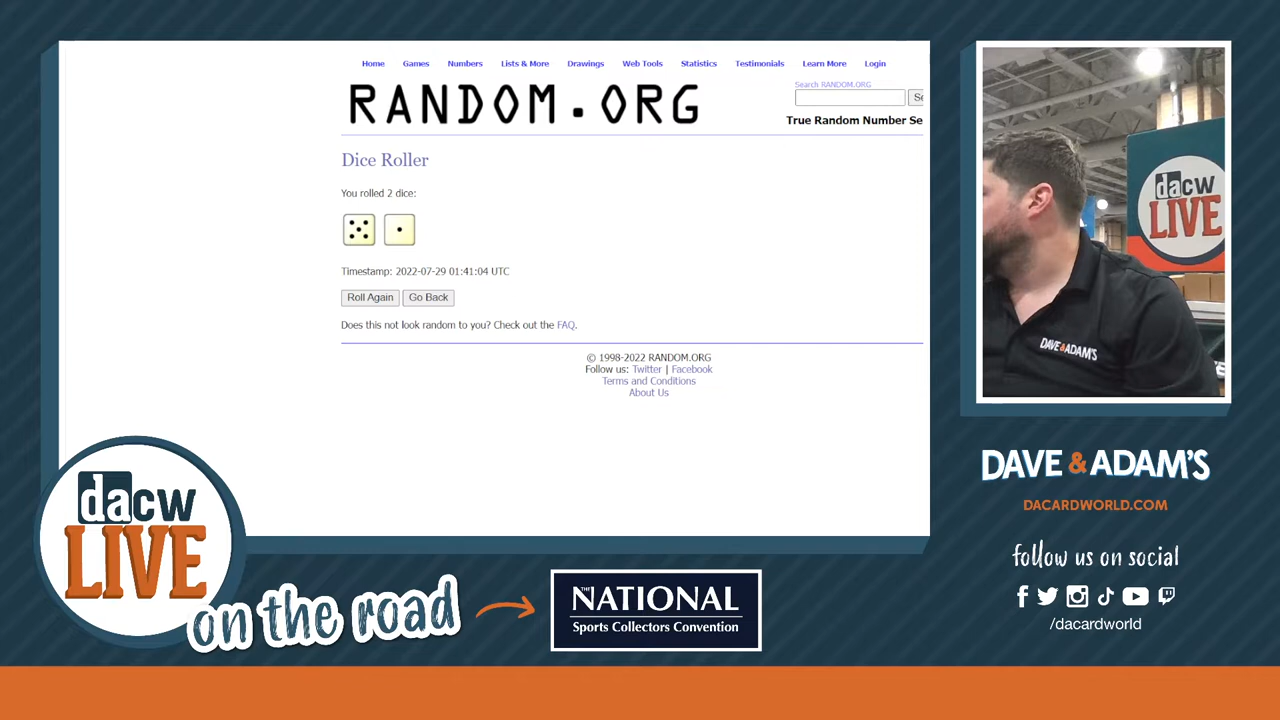 Home Games Numbers Lists & More Drawings Web Tools Statistics Testimonials Learn More Login
RANDOM.ORG
Search RANDOM.ORG
True Random Number Se
Dice Roller
You rolled 2 dice:
Timestamp: 2022-07-29 01:41:04 UTC
Roll Again Go Back
Does this not look random to you? Check out the FAQ.
© 1998-2022 RANDOM.ORG
Follow us: Twitter | Facebook
Terms and Conditions
About Us
dacw
LIVE
DAVE & ADAM'S
DAVE & ADAM'S
DACARDWORLD.COM
follow us on social
/dacardworld
dacw
LIVE
on the road
THE NATIONAL
Sports Collectors Convention